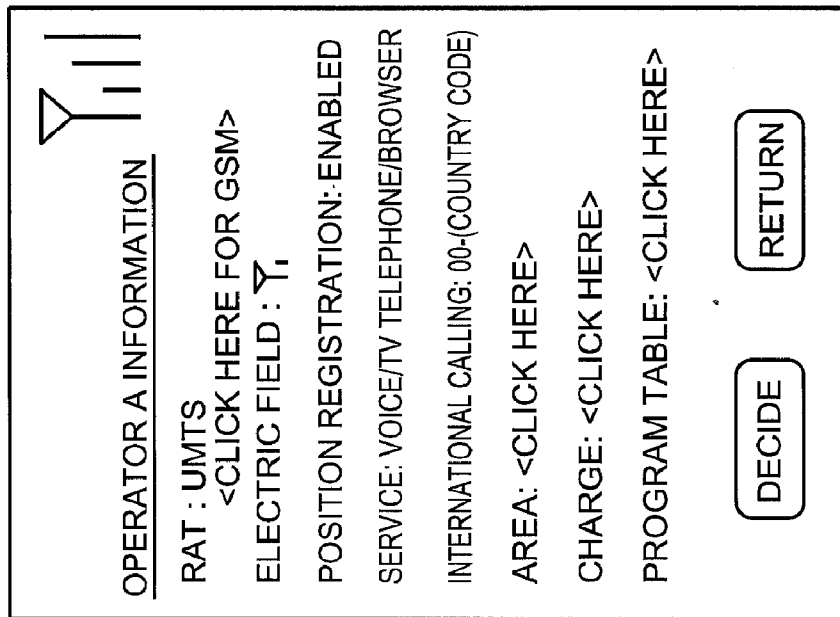 OPERATOR A INFORMATION
RAT : UMTS
<CLICK HERE FOR GSM>
ELECTRIC FIELD :
POSITION REGISTRATION: ENABLED
SERVICE: VOICE/TV TELEPHONE/BROWSER
INTERNATIONAL CALLING: 00-(COUNTRY CODE)
AREA: <CLICK HERE>
CHARGE: <CLICK HERE>
PROGRAM TABLE: <CLICK HERE>
DECIDE
RETURN